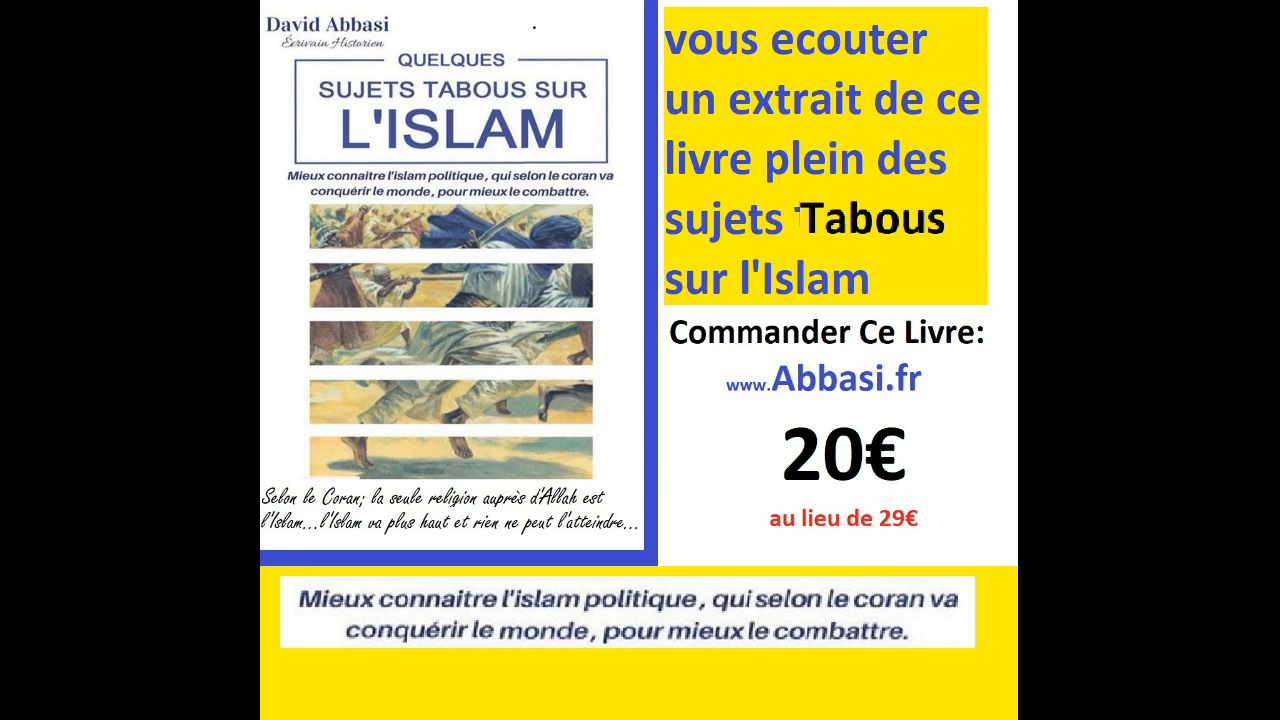 David Abbasi
Écrivain Historien
QUELQUES
SUJETS TABOUS SUR
L'ISLAM
Mieux connaitre l'islam politique, qui selon le coran va
conquérir le monde, pour mieux le combattre.
Selon le Coran; la seule religion auprès d'Allah est
l'Islam...l'Islam va plus haut et rien ne peut l'atteindre...
vous ecouter
un extrait de ce
livre plein des
sujets Tabous
sur l'Islam
Commander Ce Livre:
www.Abbasi.fr
20€
au lieu de 29€
Mieux connaitre l'islam politique, qui selon le coran va
conquérir le monde, pour mieux le combattre.